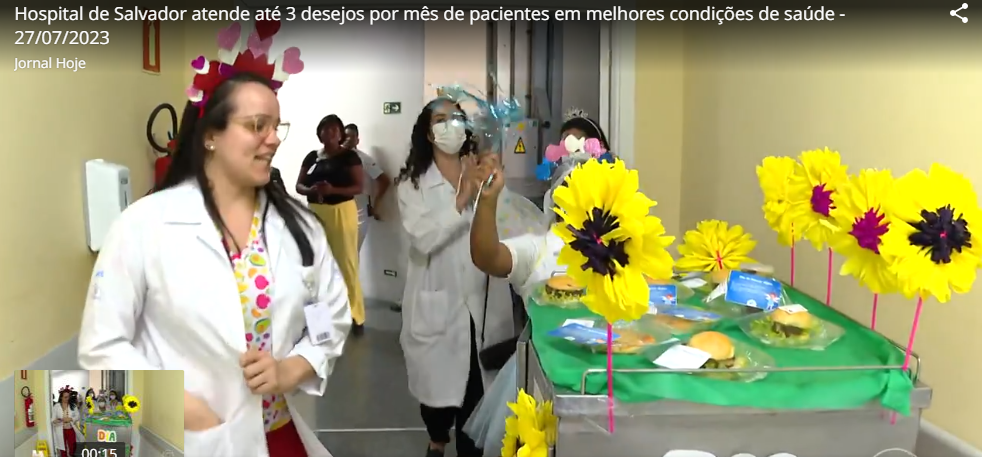 Hospital de Salvador atende até 3 desejos por mês de pacientes em melhores condições de saúde -
27/07/2023
Jornal Hoje
00:15